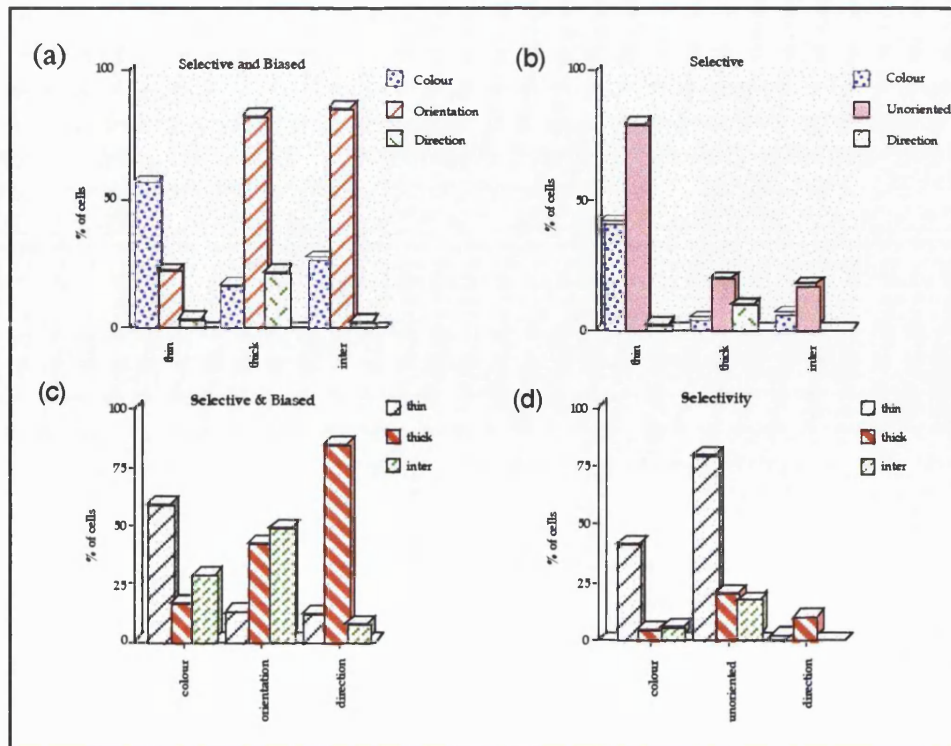 (a)
Selective and Biased
100
50
0
% of cells
Colour
Orientation
Direction
thin
thick
inter
(b)
Selective
100
50
0
% of cells
Colour
Unoriented
Direction
thin
thick
inter
(c)
Selective & Biased
100
75
50
25
0
% of cells
thin
thick
inter
colour
orientation
direction
(d)
Selectivity
100
75
50
25
0
% of cells
thin
thick
inter
colour
unoriented
direction